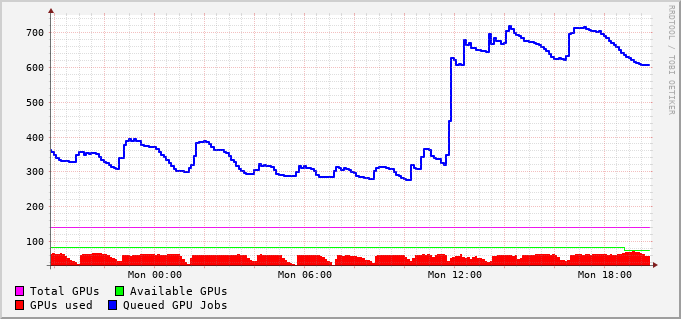 RRDTOOL / TOBI OETIKER
700
600
500
400
300
200
100
Mon 00:00 Mon 06:00 Mon 12:00 Mon 18:00
Total GPUs Available GPUs
GPUs used Queued GPU Jobs